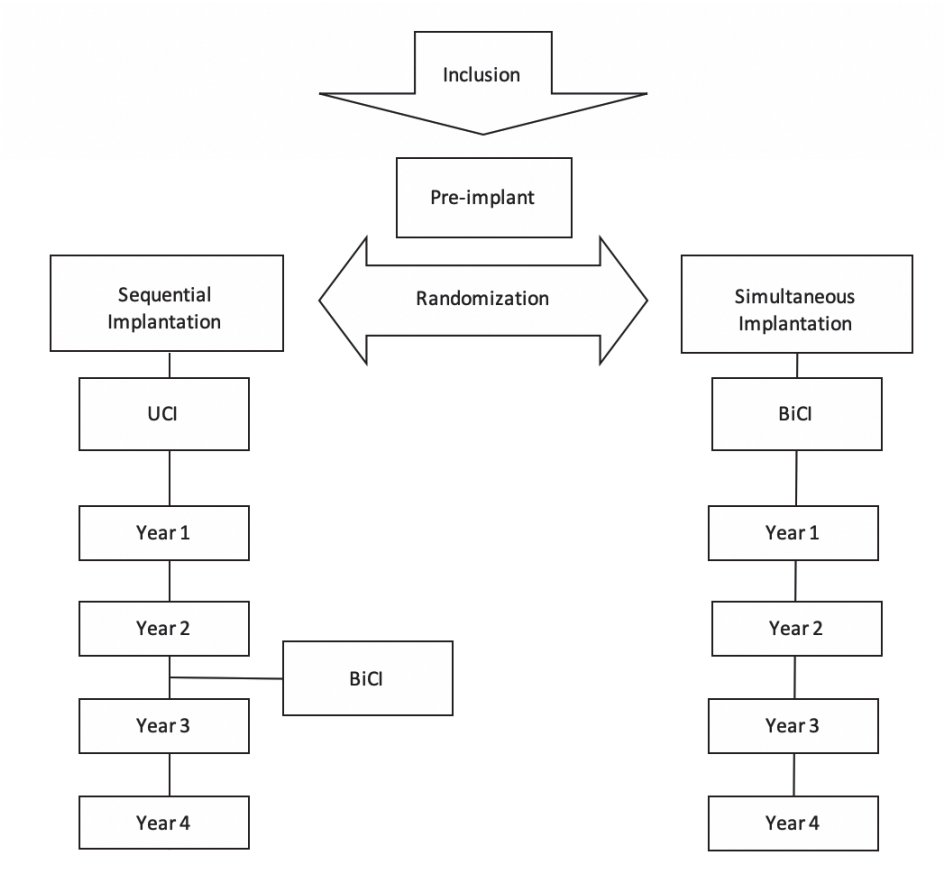 Inclusion
Pre-implant
Randomization
Sequential
Implantation
UCI
Year 1
Year 2
BiCI
Year 3
Year 4
Simultaneous
Implantation
BiCI
Year 1
Year 2
Year 3
Year 4